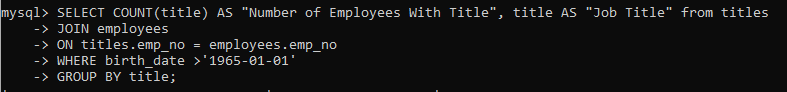 mysql> SELECT COUNT(title) AS "Number of Employees With Title", title AS "Job Title" from titles
-> JOIN employees
-> ON titles.emp_no = employees.emp_no
-> WHERE birth_date >'1965-01-01'
-> GROUP BY title;